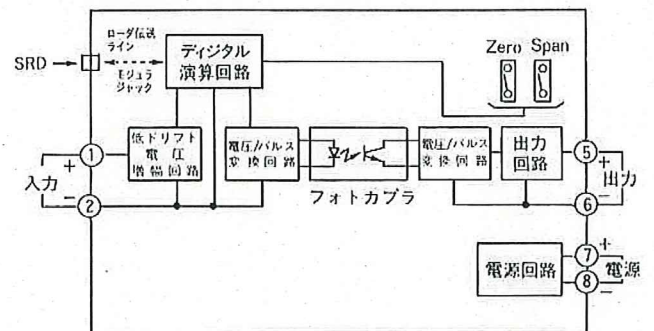 ローダ伝送
ライン
SRD
モジュラ
ジャック
ディジタル
演算回路
Zero Span
1
+
入力
-
2
低ドリフト
電圧
増幅回路
電圧/パルス
変換回路
フォトカプラ
電圧/パルス
変換回路
出力
回路
5
+
出力
-
6
電源回路
7
+
電源
8
-